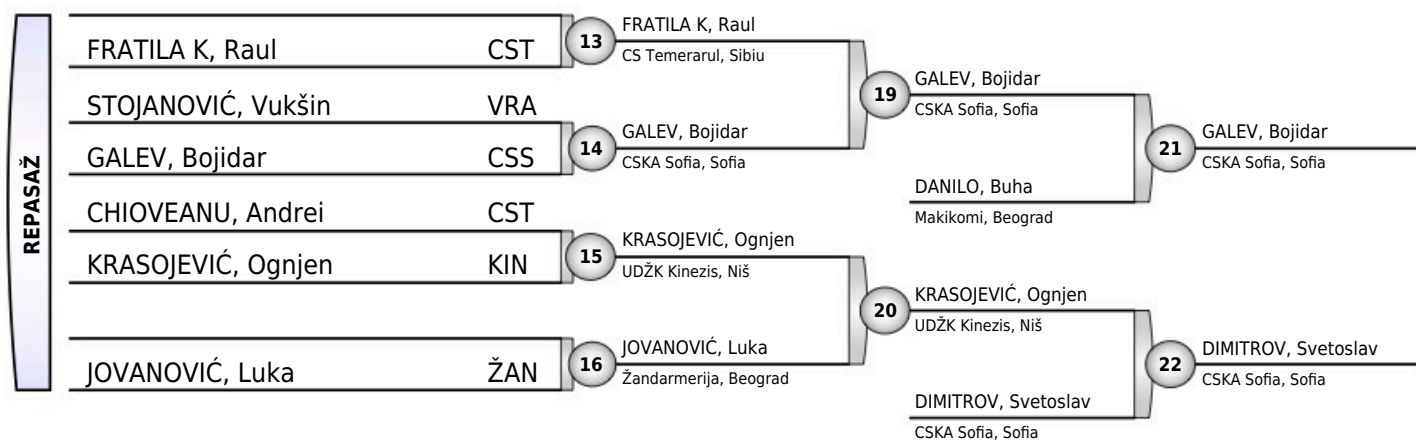 REPASAŽ
FRATILA K, Raul CST
STOJANOVIĆ, Vukšin VRA
GALEV, Bojidar CSS
CHIOVEANU, Andrei CST
KRASOJEVIĆ, Ognjen KIN
JOVANOVIĆ, Luka ŽAN
13
FRATILA K, Raul
CS Temerarul, Sibiu
14
GALEV, Bojidar
CSKA Sofia, Sofia
15
KRASOJEVIĆ, Ognjen
UDŽK Kinezis, Niš
16
JOVANOVIĆ, Luka
Žandarmerija, Beograd
19
GALEV, Bojidar
CSKA Sofia, Sofia
DANILO, Buha
Makikomi, Beograd
20
KRASOJEVIĆ, Ognjen
UDŽK Kinezis, Niš
DIMITROV, Svetoslav
CSKA Sofia, Sofia
21
GALEV, Bojidar
CSKA Sofia, Sofia
22
DIMITROV, Svetoslav
CSKA Sofia, Sofia